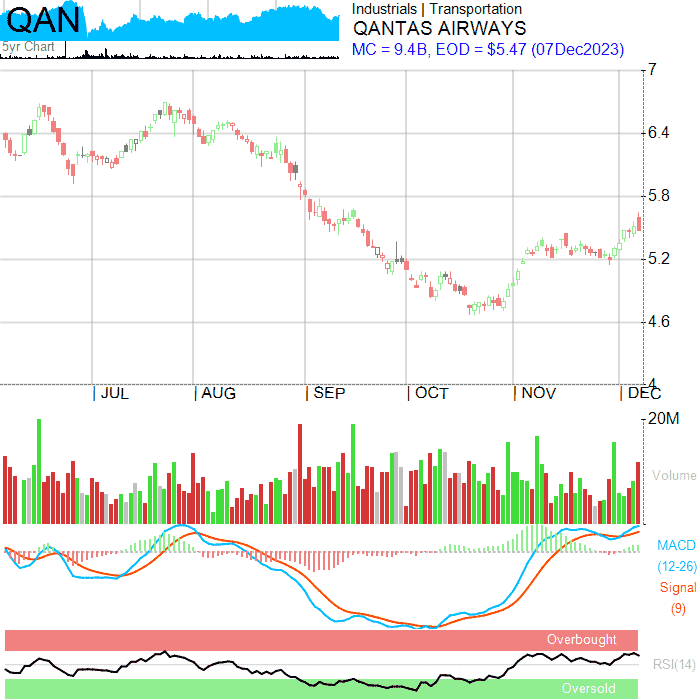 QAN
5yr Chart
Industrials | Transportation
QANTAS AIRWAYS
MC = 9.4B, EOD = $5.47 (07Dec2023)
7
6.4
5.8
5.2
4.6
4
JUL
AUG
SEP
OCT
NOV
DEC
20M
Volume
MACD
(12-26)
Signal
(9)
Overbought
RSI(14)
Oversold